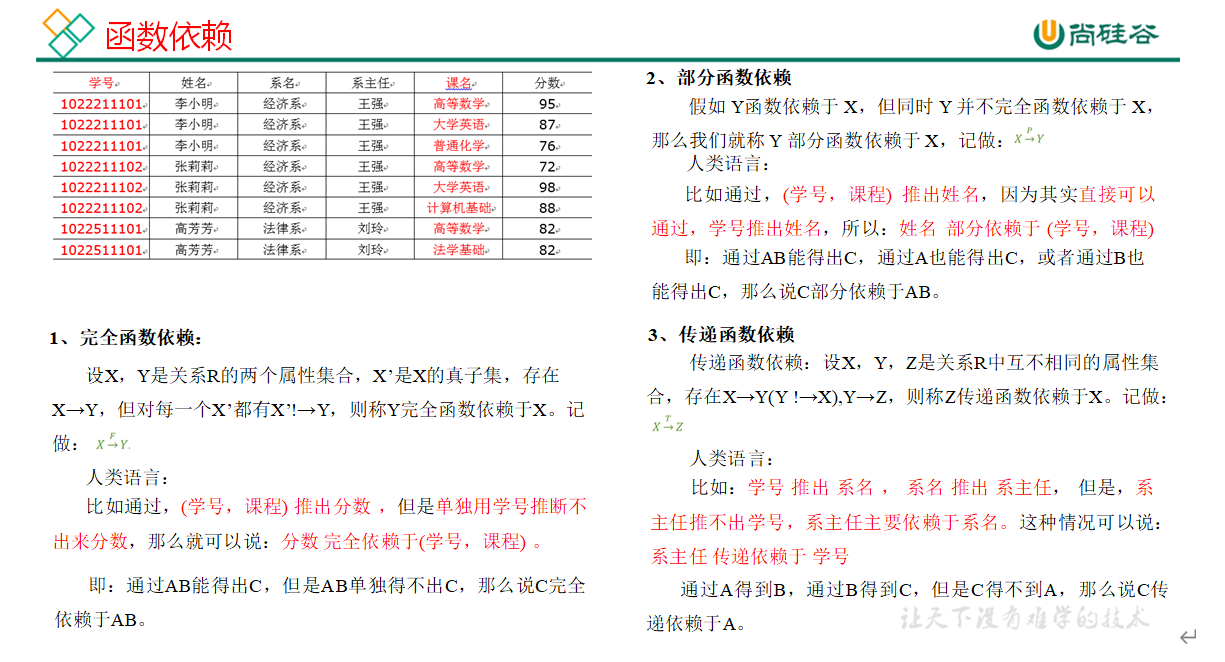 函数依赖
尚硅谷
学号 姓名 系名 系主任 课名 分数
1022211101 李小明 经济系 王强 高等数学 95
1022211101 李小明 经济系 王强 大学英语 87
1022211101 李小明 经济系 王强 普通化学 76
1022211102 张莉莉 经济系 王强 高等数学 72
1022211102 张莉莉 经济系 王强 大学英语 98
1022211102 张莉莉 经济系 王强 计算机基础 88
1022511101 高芳芳 法律系 刘玲 高等数学 82
1022511101 高芳芳 法律系 刘玲 法学基础 82
1、完全函数依赖:
设X，Y是关系R的两个属性集合，X’是X的真子集，存在
X→Y，但对每一个X’都有X’!→Y，则称Y完全函数依赖于X。记
做： X F→ Y.
人类语言：
比如通过，(学号，课程) 推出分数 ，但是单独用学号推断不
出来分数，那么就可以说：分数 完全依赖于(学号，课程) 。
即：通过AB能得出C，但是AB单独得不出C，那么说C完全
依赖于AB。
2、部分函数依赖
假如 Y函数依赖于 X，但同时 Y 并不完全函数依赖于 X，
那么我们就称 Y 部分函数依赖于 X，记做： X P→ Y
人类语言：
比如通过，(学号，课程) 推出姓名，因为其实直接可以
通过，学号推出姓名，所以：姓名 部分依赖于 (学号，课程)
即：通过AB能得出C，通过A也能得出C，或者通过B也
能得出C，那么说C部分依赖于AB。
3、传递函数依赖
传递函数依赖：设X，Y，Z是关系R中互不相同的属性集
合，存在X→Y(Y !→X),Y→Z，则称Z传递函数依赖于X。记做：
X T→ Z
人类语言：
比如：学号 推出 系名 ， 系名 推出 系主任， 但是，系
主任推不出学号，系主任主要依赖于系名。这种情况可以说：
系主任 传递依赖于 学号
通过A得到B，通过B得到C，但是C得不到A，那么说C传
递依赖于A。
让天下没有难学的技术